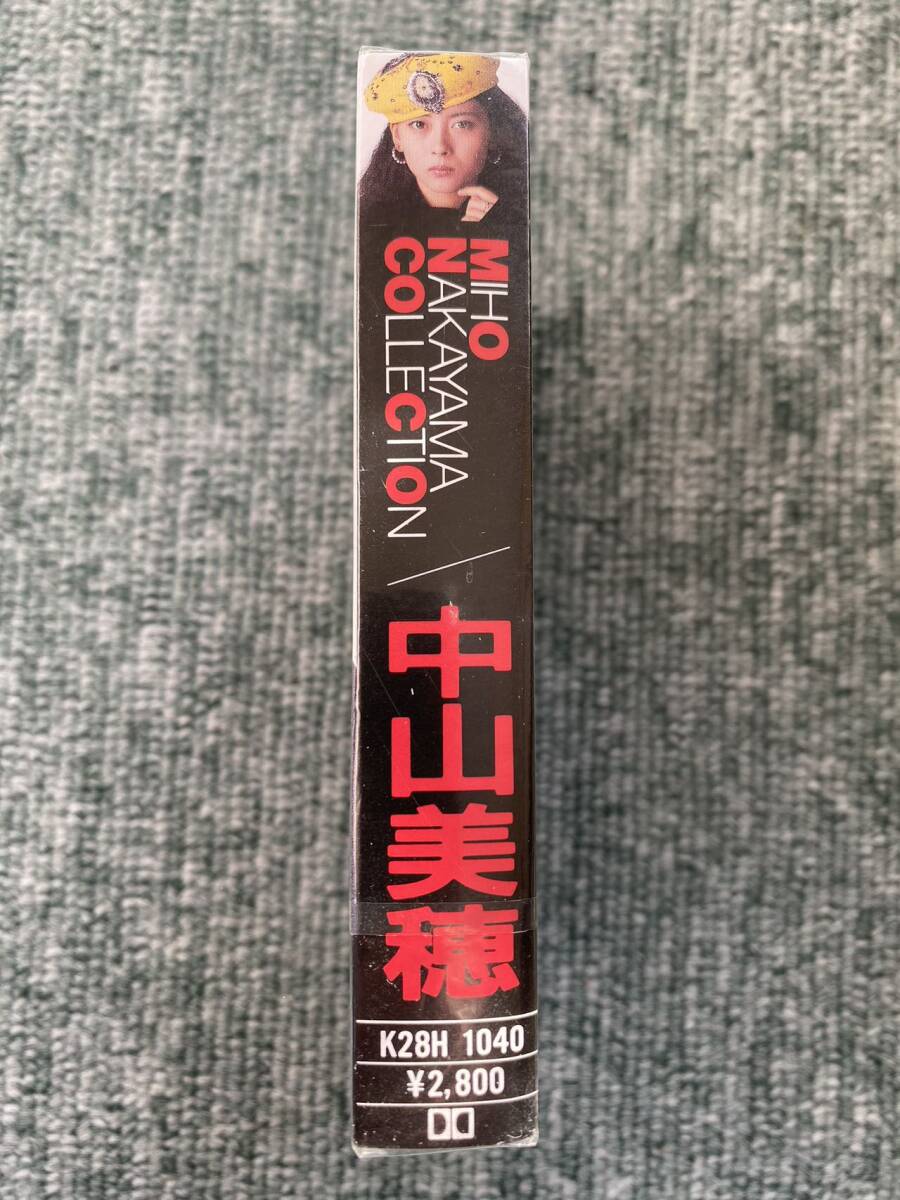 MIHO
NAKAYAMA
COLLECTION
中山美穂
K28H 1040
¥2,800